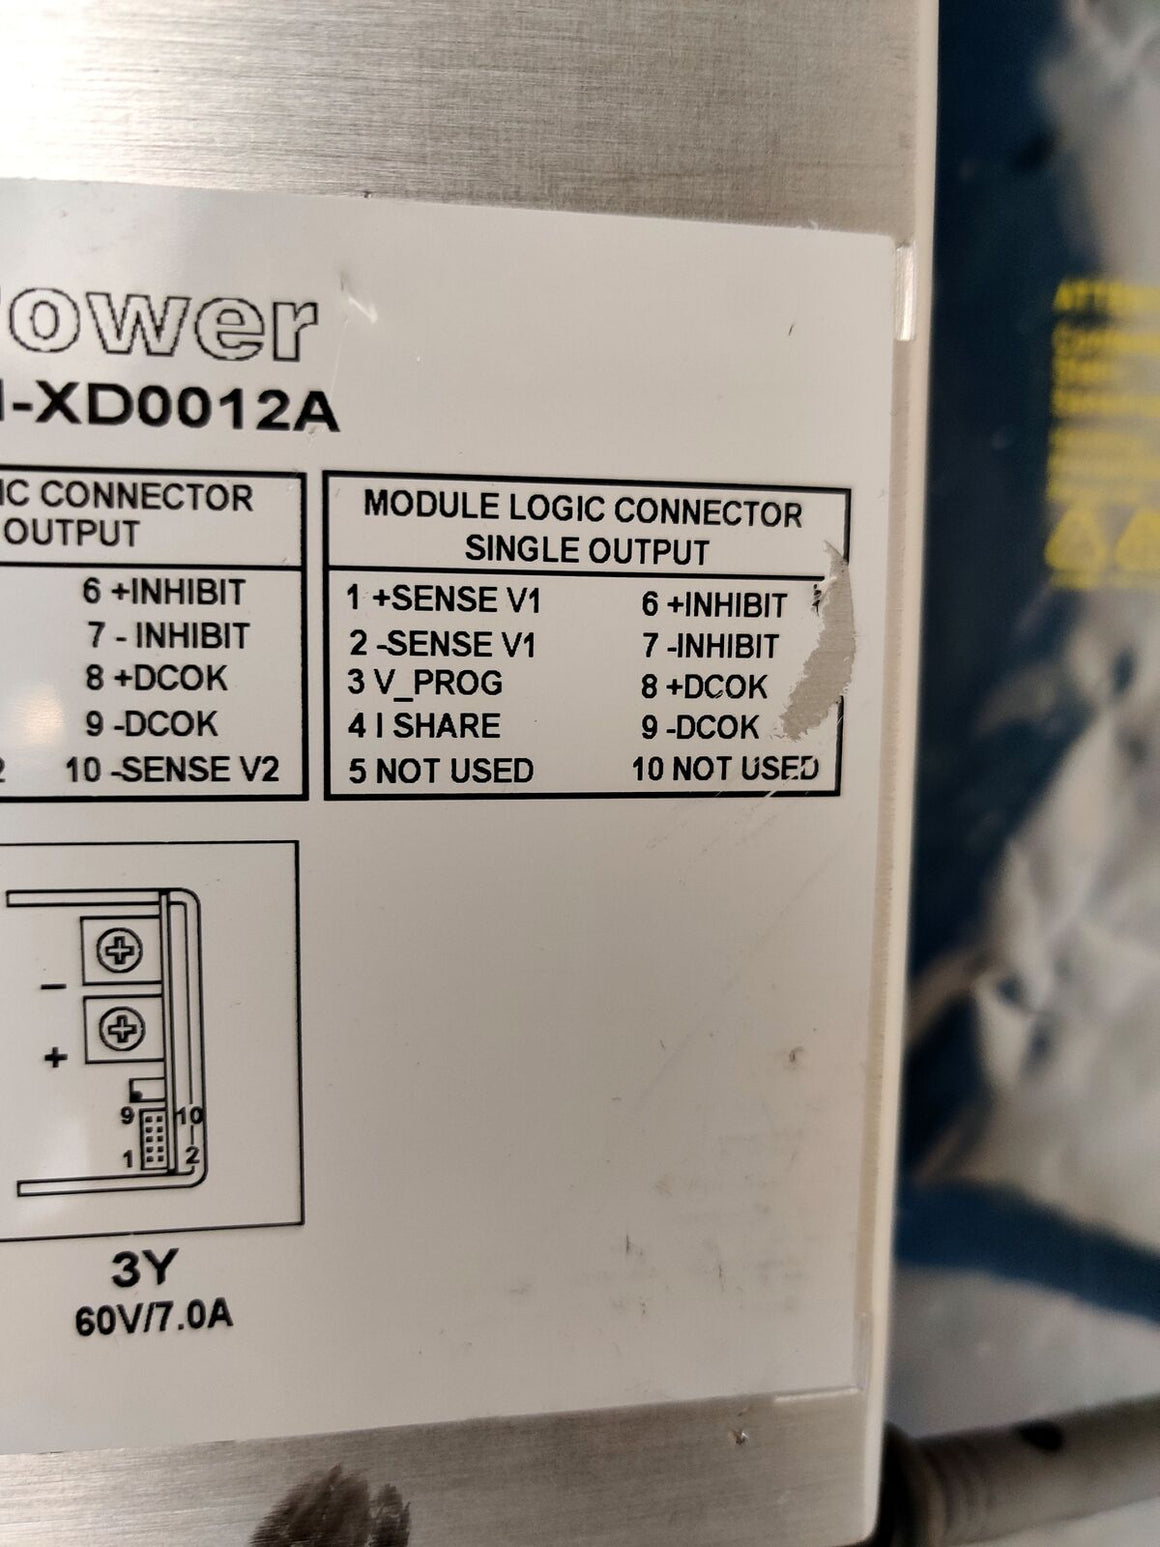 ower
-XD0012A
IC CONNECTOR
OUTPUT
6 +INHIBIT
7 - INHIBIT
8 +DCOK
9 -DCOK
2 10 -SENSE V2
MODULE LOGIC CONNECTOR
SINGLE OUTPUT
1 +SENSE V1 6 +INHIBIT
2 -SENSE V1 7 -INHIBIT
3 V_PROG 8 +DCOK
4 I SHARE 9 -DCOK
5 NOT USED 10 NOT USED
−
+
9 10
1 2
3Y
60V/7.0A